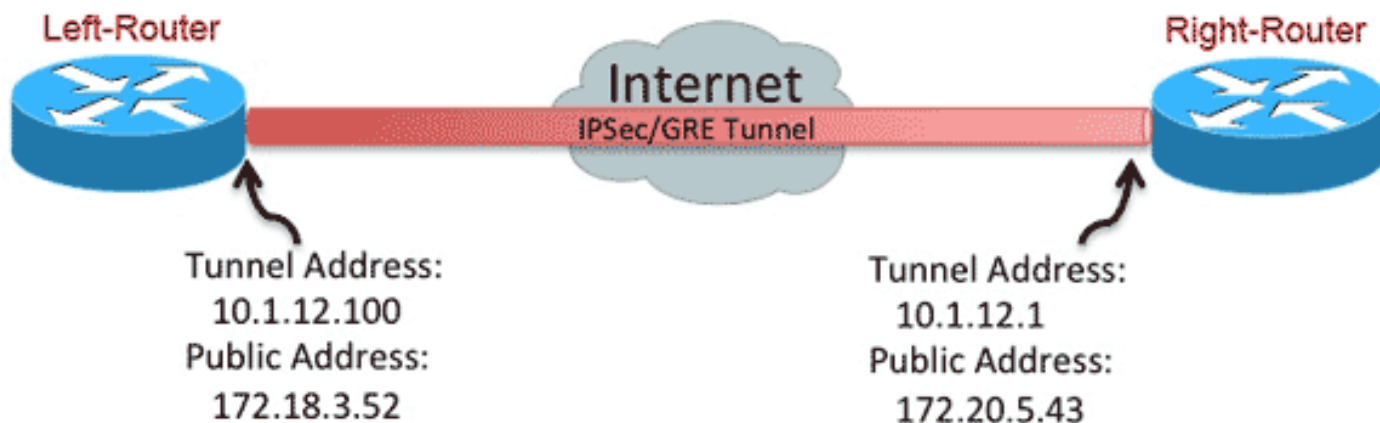 Left-Router
Right-Router
Internet
IPSec/GRE Tunnel
Tunnel Address:
10.1.12.100
Public Address:
172.18.3.52
Tunnel Address:
10.1.12.1
Public Address:
172.20.5.43